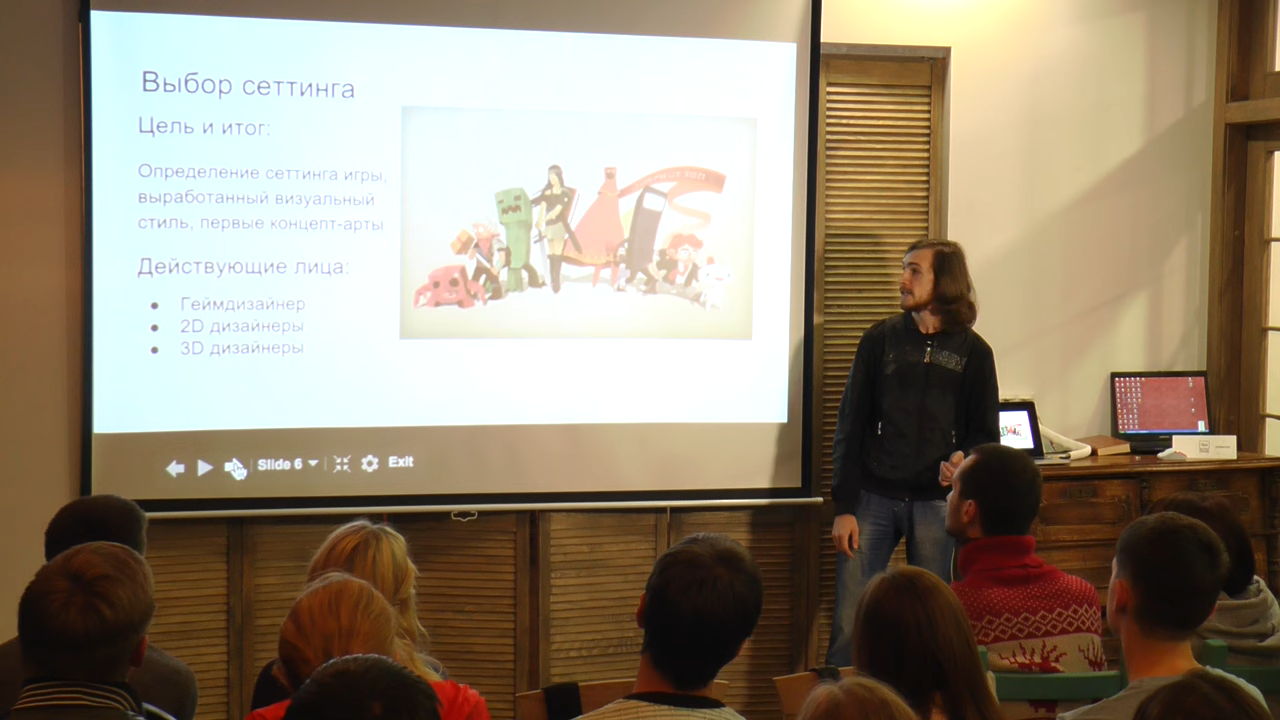 Выбор сеттинга
Цель и итог:
Определение сеттинга игры,
выработанный визуальный
стиль, первые концепт-арты
Действующие лица:
• Геймдизайнер
• 2D дизайнеры
• 3D дизайнеры
Slide 6
Exit